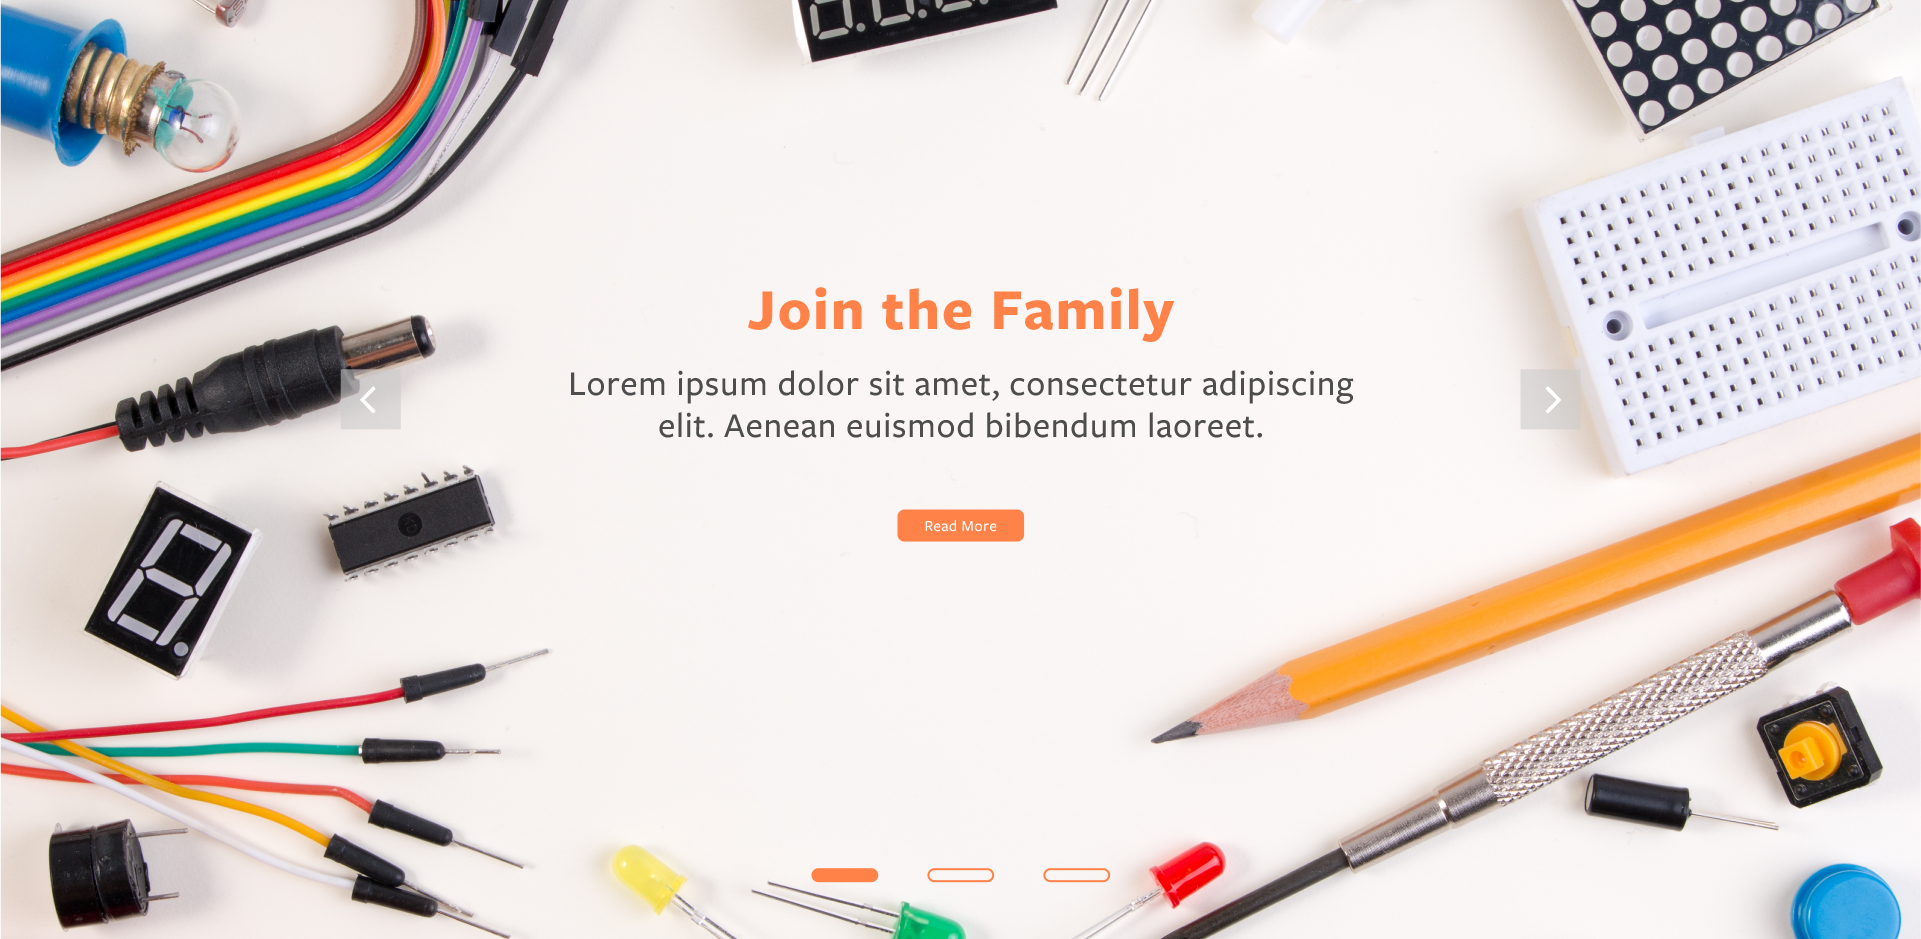 Join the Family
Lorem ipsum dolor sit amet, consectetur adipiscing
elit. Aenean euismod bibendum laoreet.
Read More